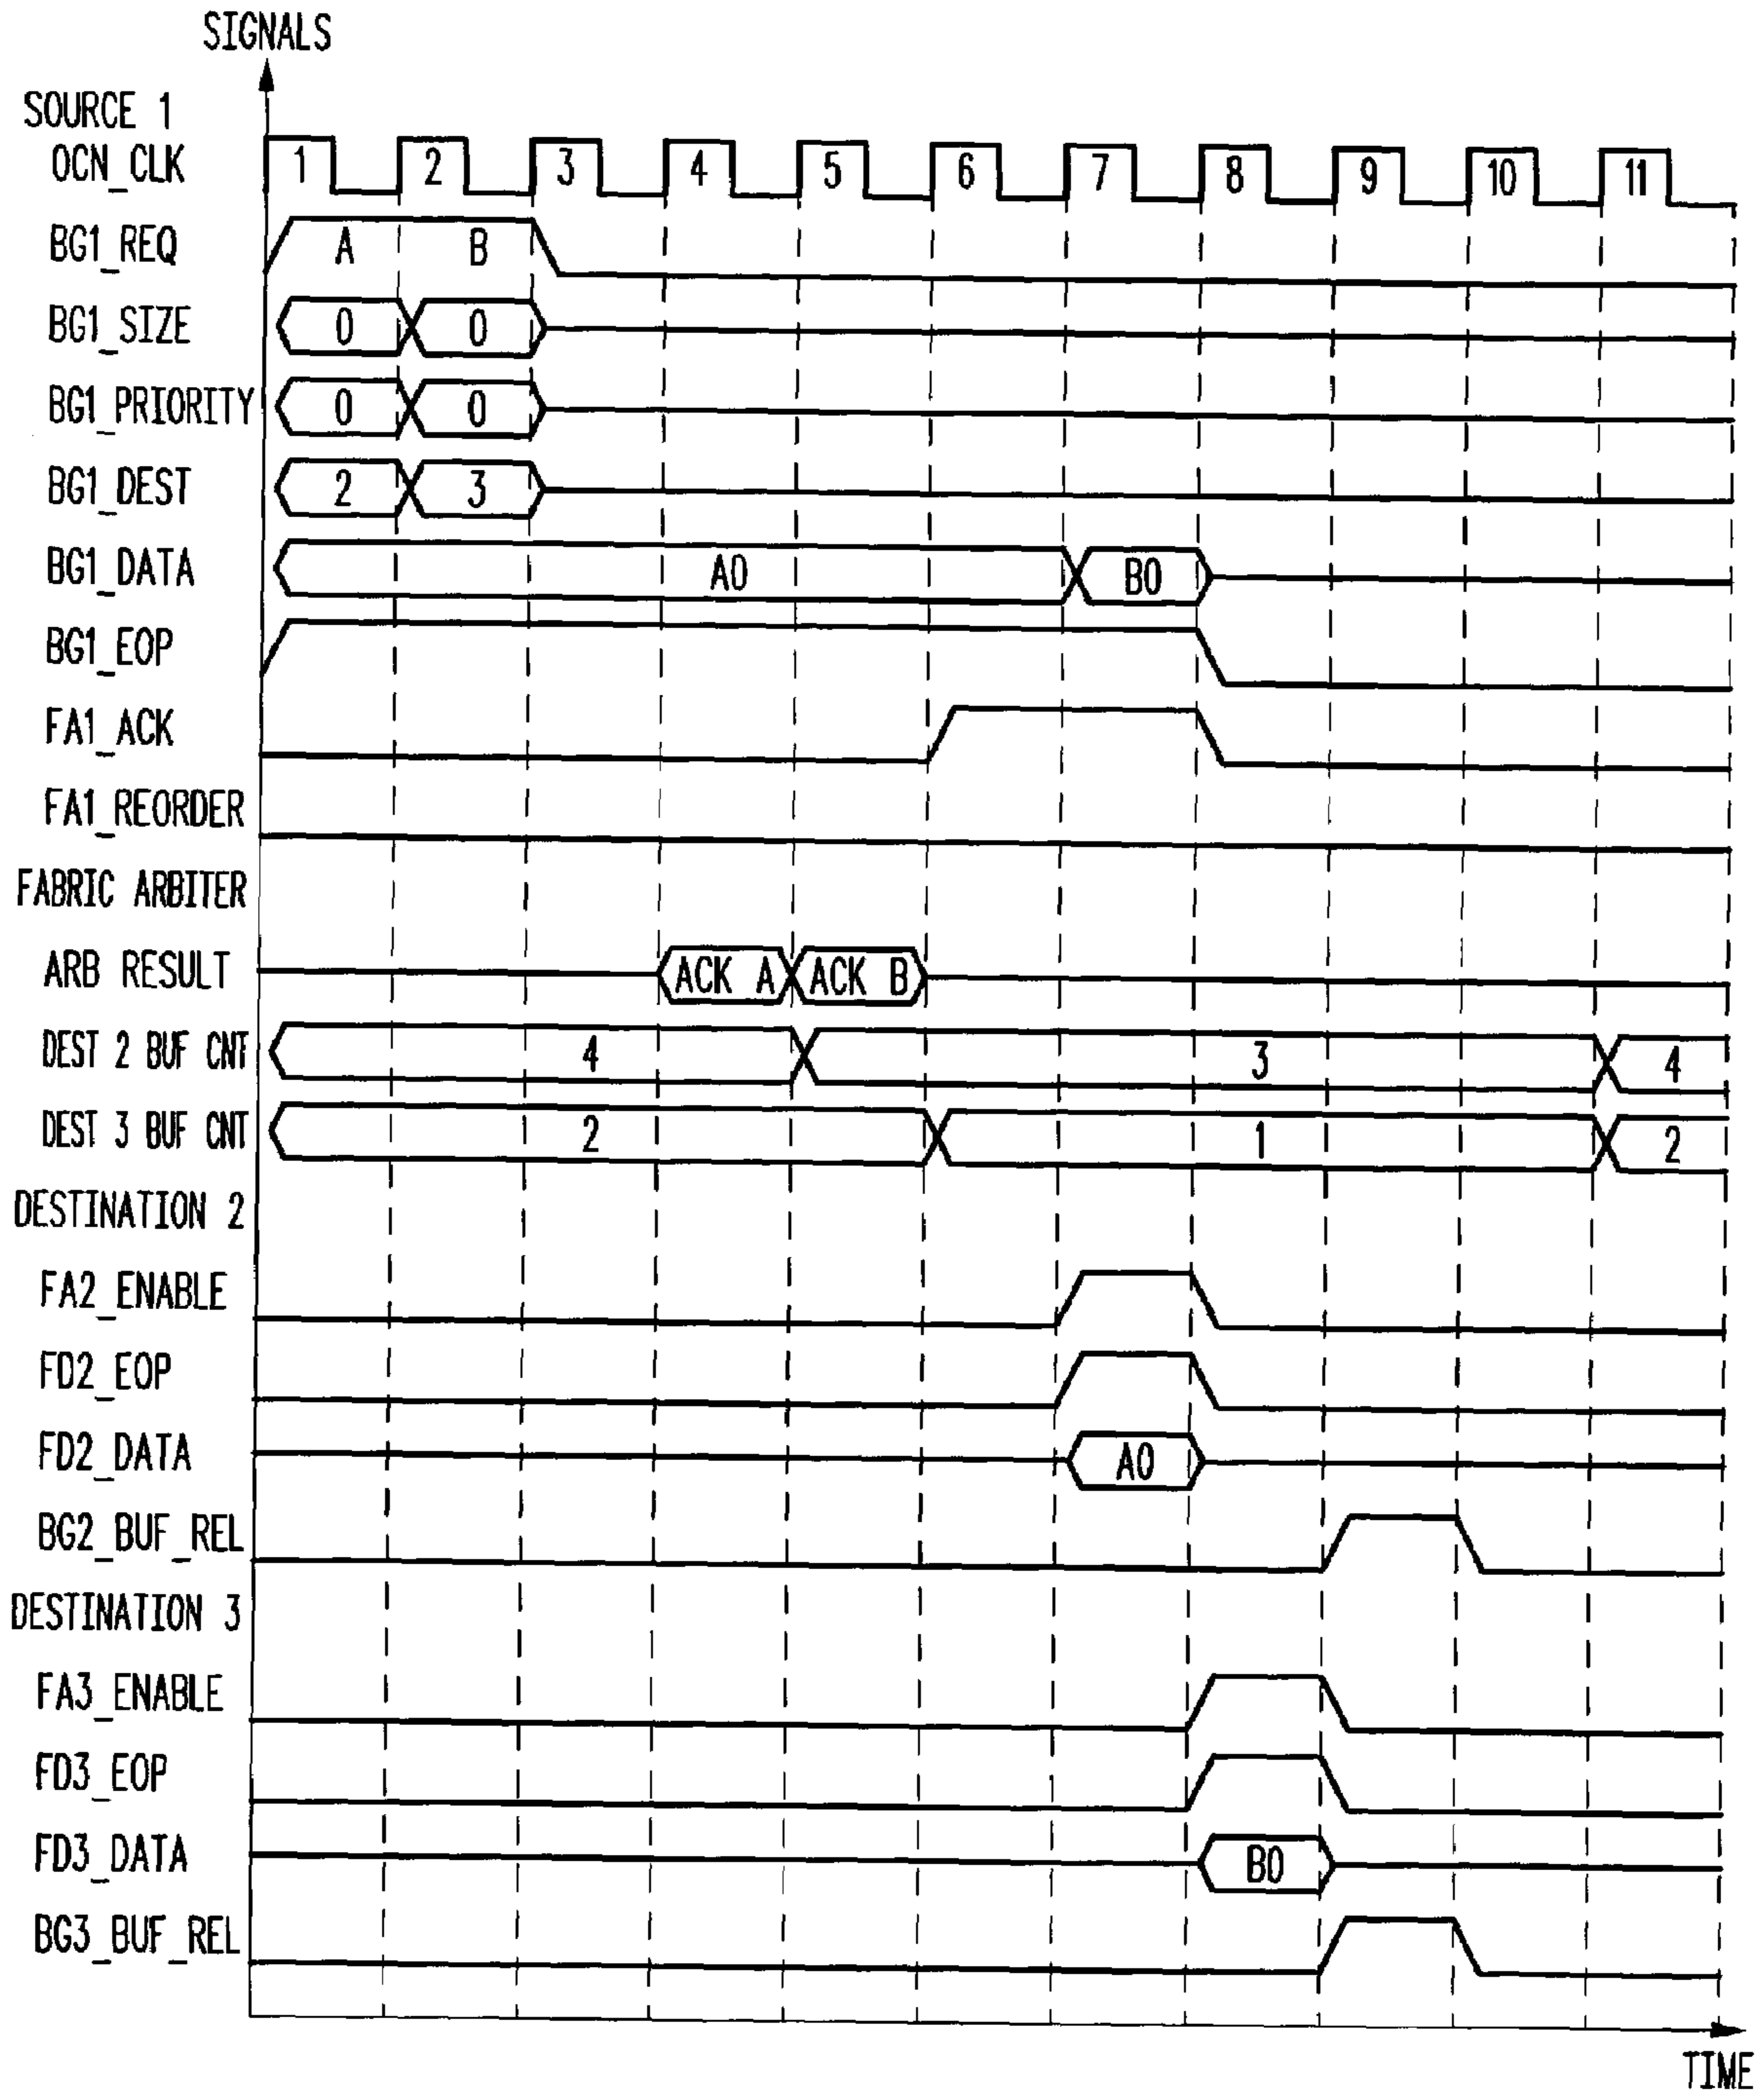 SIGNALS
SOURCE 1
OCN_CLK 1 2 3 4 5 6 7 8 9 10 11
BG1_REQ A B
BG1_SIZE 0 0
BG1_PRIORITY 0 0
BG1_DEST 2 3
BG1_DATA A0 B0
BG1_EOP
FA1_ACK
FA1_REORDER
FABRIC ARBITER
ARB RESULT ACK A ACK B
DEST 2 BUF CNT 4 3 4
DEST 3 BUF CNT 2 1 2
DESTINATION 2
FA2_ENABLE
FD2_EOP
FD2_DATA A0
BG2_BUF_REL
DESTINATION 3
FA3_ENABLE
FD3_EOP
FD3_DATA B0
BG3_BUF_REL
TIME